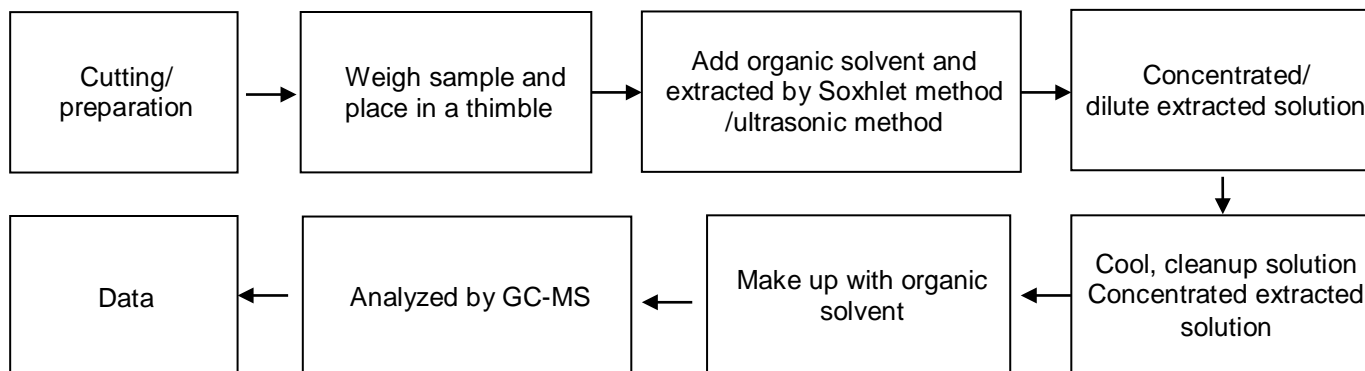 Cutting/
preparation
Weigh sample and
place in a thimble
Add organic solvent and
extracted by Soxhlet method
/ultrasonic method
Concentrated/
dilute extracted solution
Cool, cleanup solution
Concentrated extracted
solution
Make up with organic
solvent
Analyzed by GC-MS
Data